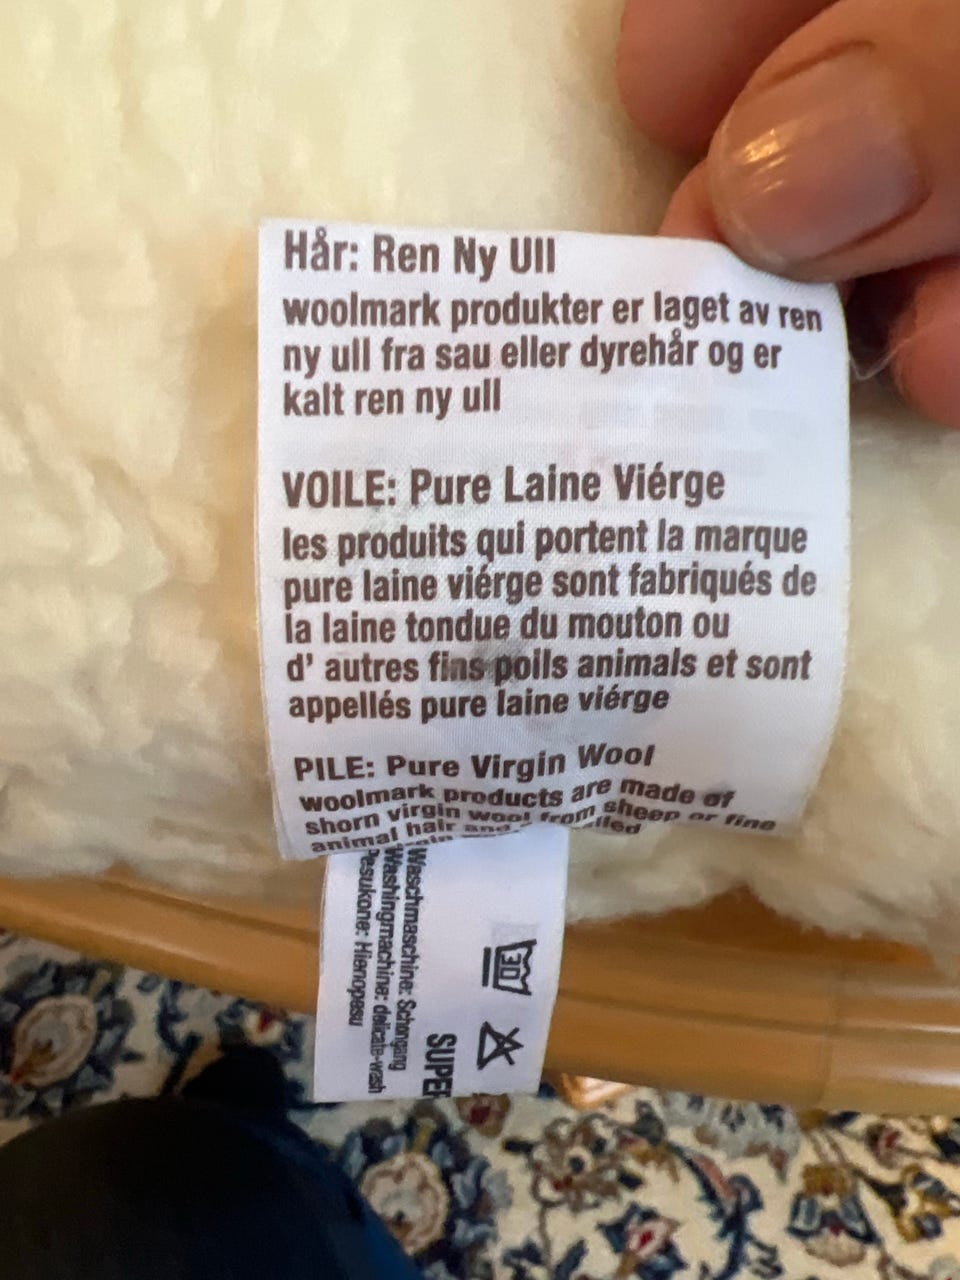 Hår: Ren Ny Ull
woolmark produkter er laget av ren
ny ull fra sau eller dyrehår og er
kalt ren ny ull
VOILE: Pure Laine Viérge
les produits qui portent la marque
pure laine viérge sont fabriqués de
la laine tondue du mouton ou
d' autres fins poils animals et sont
appellés pure laine viérge
PILE: Pure Virgin Wool
woolmark products are made of
shorn virgin wool from sheep or fine
animal hair and
30
SUPER
Waschmaschine: Schongang
Washingmachine: delicate-wash
Pesukone: Hienopesu